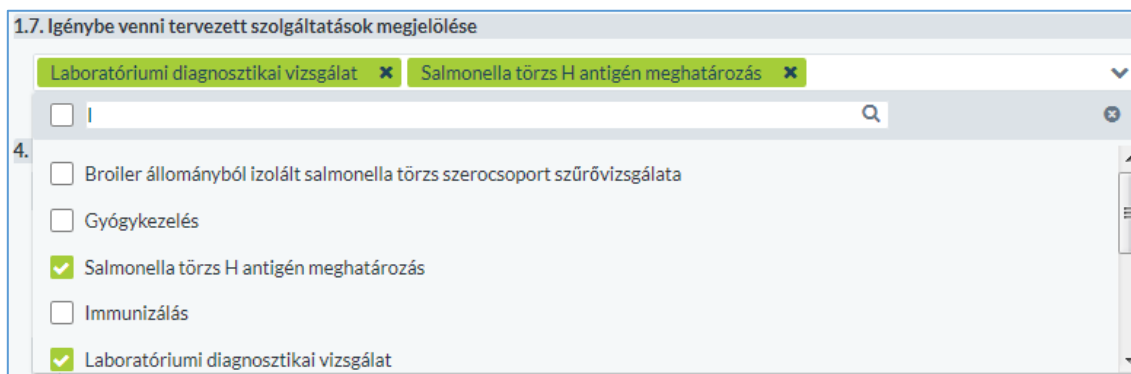 1.7. Igénybe venni tervezett szolgáltatások megjelölése
Laboratóriumi diagnosztikai vizsgálat Salmonella törzs H antigén meghatározás
4.
Broiler állományból izolált salmonella törzs szerocsoport szűrővizsgálata
Gyógykezelés
Salmonella törzs H antigén meghatározás
Immunizálás
Laboratóriumi diagnosztikai vizsgálat